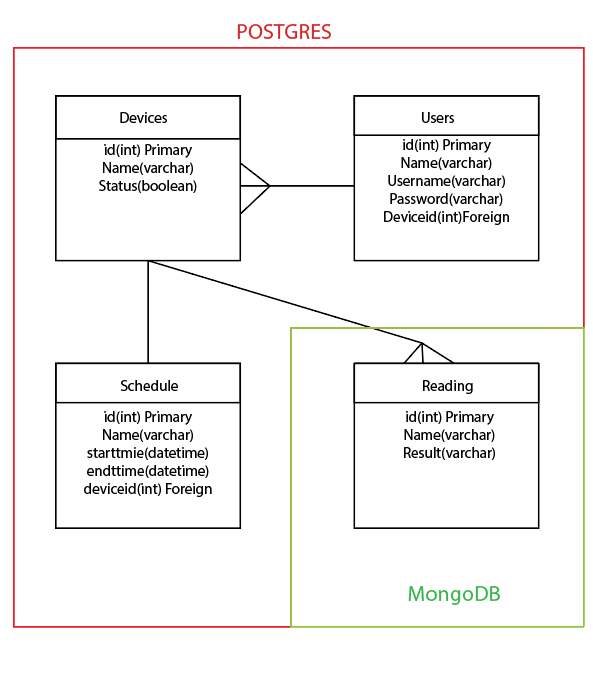 POSTGRES
Devices
id(int) Primary
Name(varchar)
Status(boolean)
Users
id(int) Primary
Name(varchar)
Username(varchar)
Password(varchar)
Deviceid(int)Foreign
Schedule
id(int) Primary
Name(varchar)
starttmie(datetime)
endttime(datetime)
deviceid(int) Foreign
Reading
id(int) Primary
Name(varchar)
Result(varchar)
MongoDB